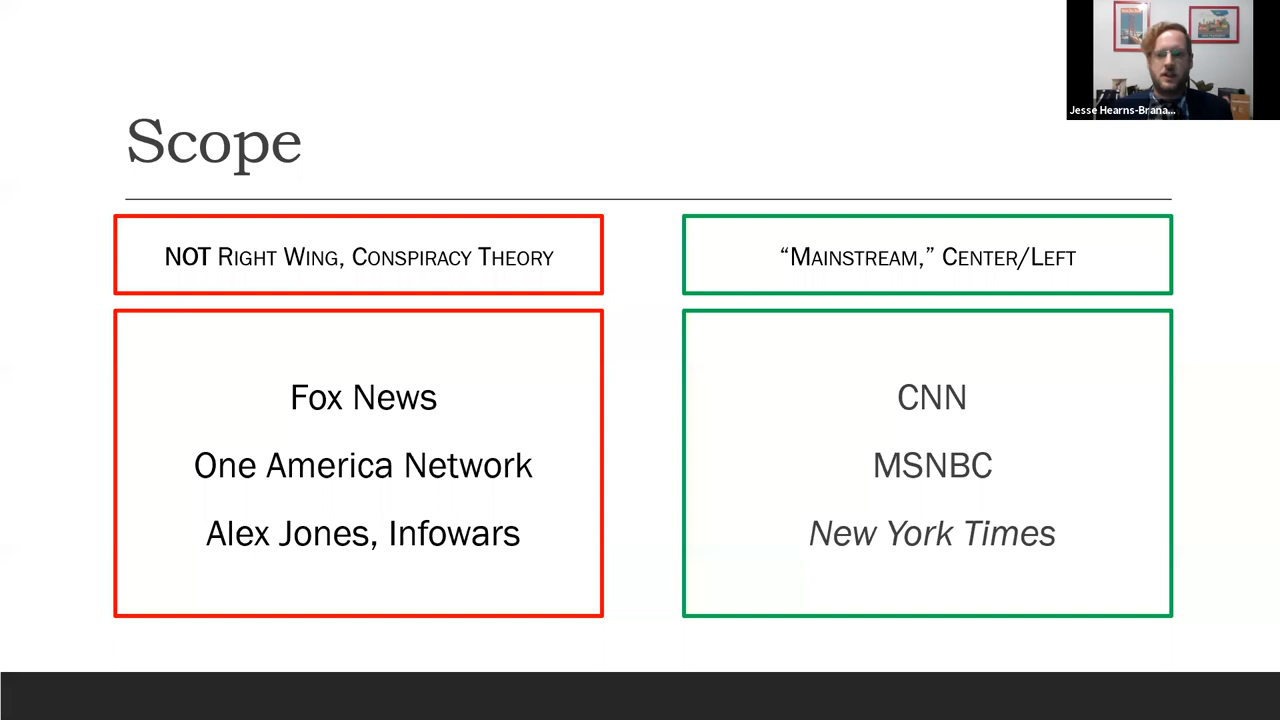 Jesse Hearns-Brana...
Scope
NOT Right Wing, Conspiracy Theory
“Mainstream,” Center/Left
Fox News
One America Network
Alex Jones, Infowars
CNN
MSNBC
New York Times